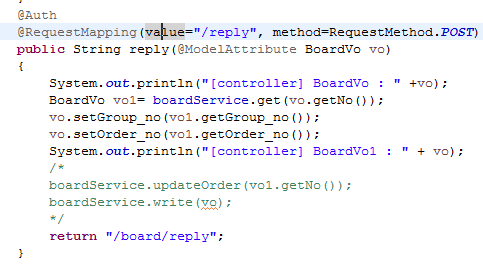 @Auth
@RequestMapping(value="/reply", method=RequestMethod.POST)
public String reply(@ModelAttribute BoardVo vo)
{
System.out.println("[controller] BoardVo : " +vo);
BoardVo vo1= boardService.get(vo.getNo());
vo.setGroup_no(vo1.getGroup_no());
vo.setOrder_no(vo1.getOrder_no());
System.out.println("[controller] BoardVo1 : " + vo);
/*
boardService.updateOrder(vo1.getNo());
boardService.write(vo);
*/
return "/board/reply";
}